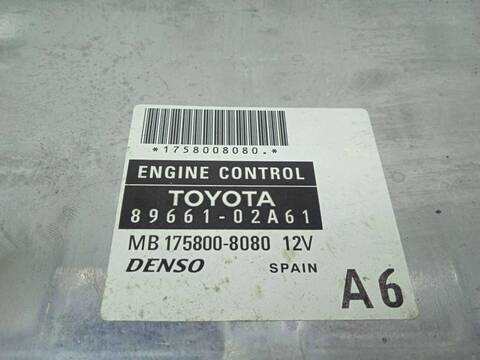 *1758008080.*
ENGINE CONTROL
TOYOTA
89661-02A61
MB 175800-8080 12V
DENSO SPAIN
A6